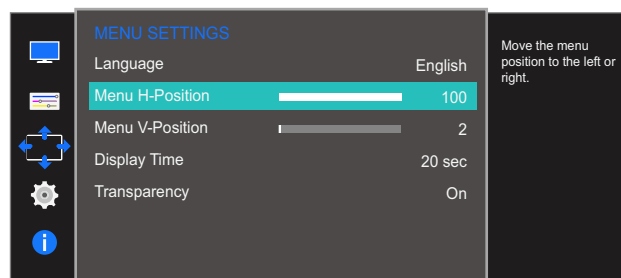 MENU SETTINGS
Language English
Menu H-Position 100
Menu V-Position 2
Display Time 20 sec
Transparency On
Move the menu
position to the left or
right.
i